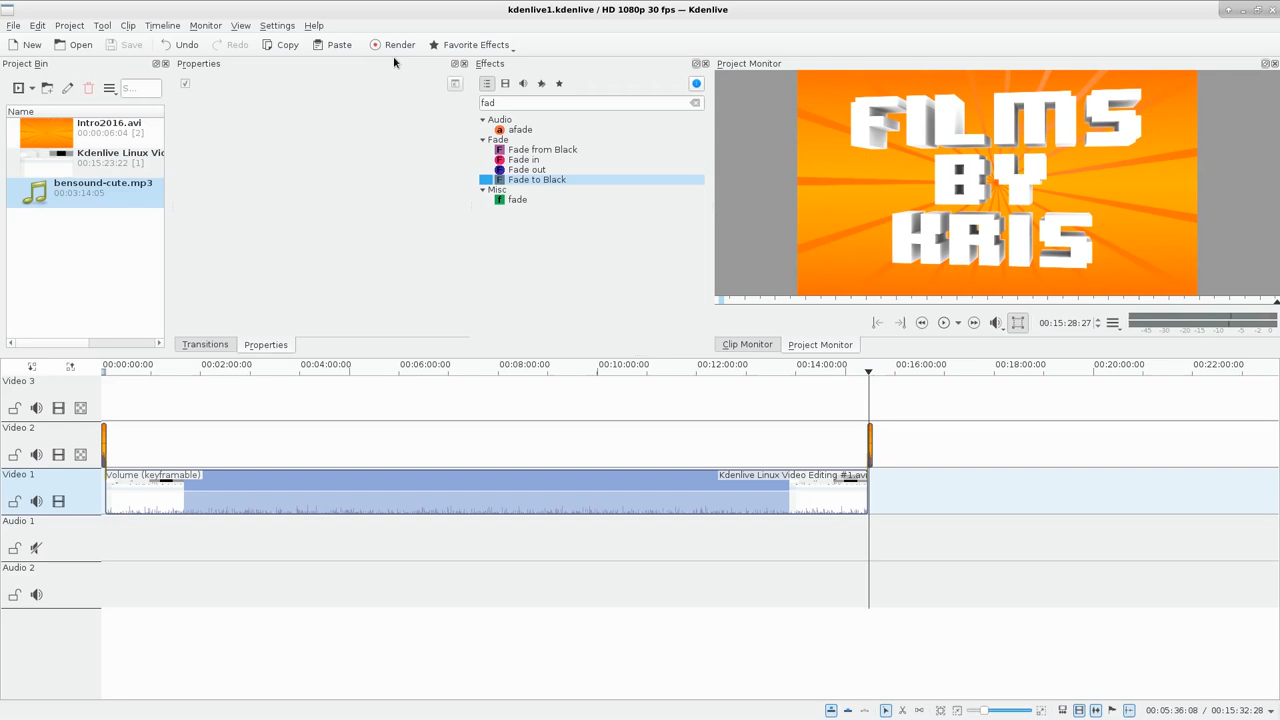 kdenlive1.kdenlive / HD 1080p 30 fps — Kdenlive
File Edit Project Tool Clip Timeline Monitor View Settings Help
New Open Save Undo Redo Copy Paste Render Favorite Effects
Project Bin
Properties
Effects
Project Monitor
S...
fad
Name
Intro2016.avi
00:00:06:04 [2]
Kdenlive Linux Vic
00:15:23:22 [1]
bensound-cute.mp3
00:03:14:05
Audio
afade
Fade
Fade from Black
Fade in
Fade out
Fade to Black
Misc
fade
FILMS
BY
KRIS
00:15:28:27
-45 -30 -20 -15 -10 -5 -2 0
Transitions Properties
Clip Monitor Project Monitor
00:00:00:00 00:02:00:00 00:04:00:00 00:06:00:00 00:08:00:00 00:10:00:00 00:12:00:00 00:14:00:00 00:16:00:00 00:18:00:00 00:20:00:00 00:22:00:00
Video 3
Video 2
Video 1
Volume (keyframable) Kdenlive Linux Video Editing #1.avi
Audio 1
Audio 2
00:05:36:08 / 00:15:32:28